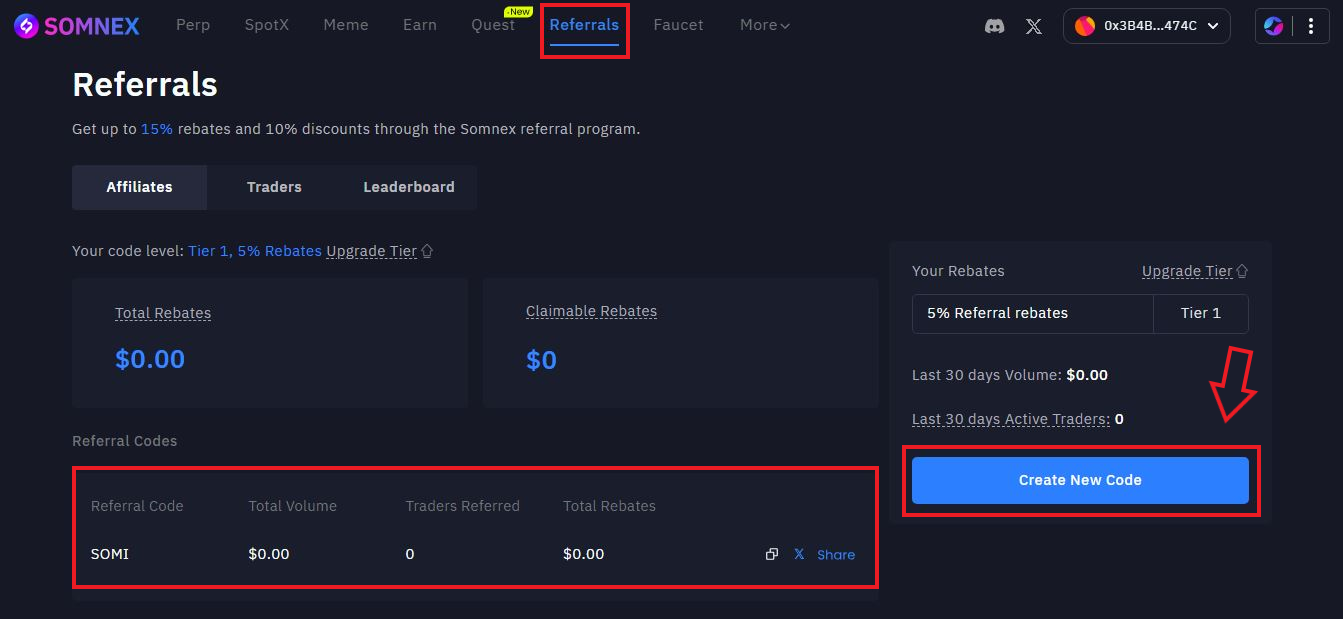 SOMNEX Perp SpotX Meme Earn Quest New Referrals Faucet More 0x3B4B...474C
Referrals
Get up to 15% rebates and 10% discounts through the Somnex referral program.
Affiliates Traders Leaderboard
Your code level: Tier 1, 5% Rebates Upgrade Tier
Total Rebates
$0.00
Claimable Rebates
$0
Your Rebates Upgrade Tier
5% Referral rebates Tier 1
Last 30 days Volume: $0.00
Last 30 days Active Traders: 0
Create New Code
Referral Codes
Referral Code Total Volume Traders Referred Total Rebates
SOMI $0.00 0 $0.00 Share